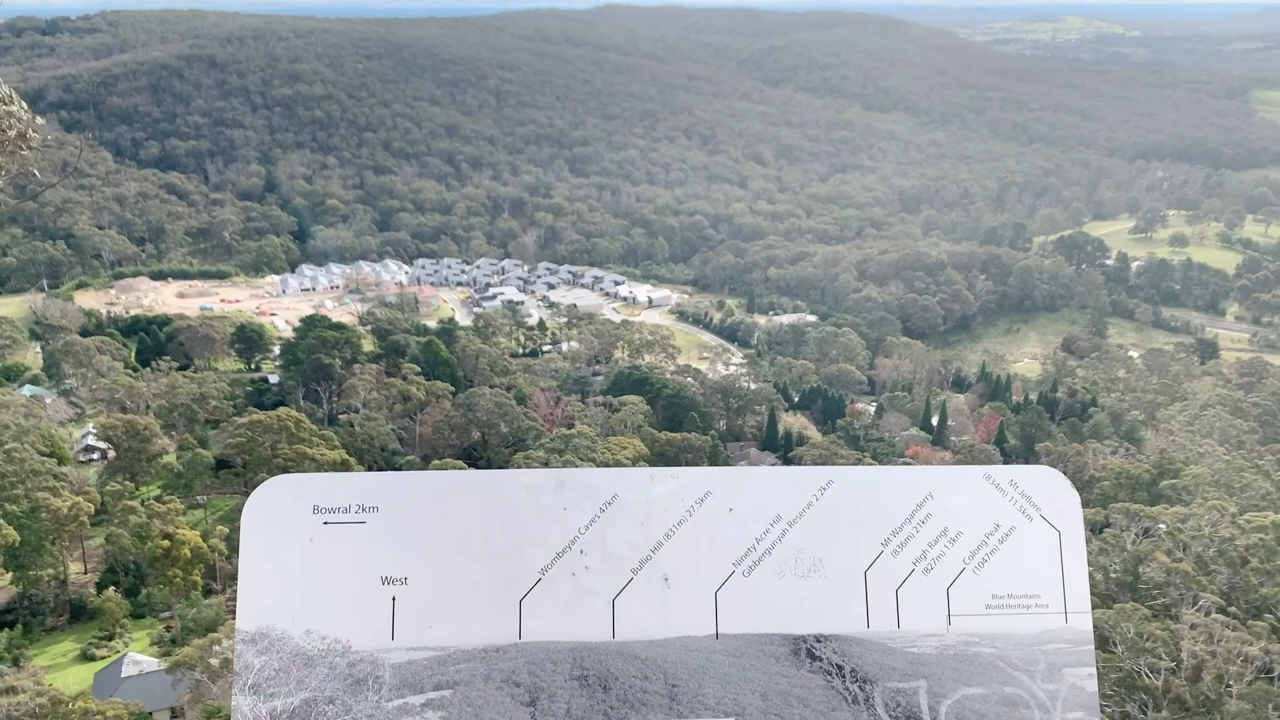 Bowral 2km
West
Wombeyan Caves 47km
Bullio Hill (831m) 27.5km
Ninety Acre Hill
Gibbergunyah Reserve 2.2km
Mt Wanganderry
(836m) 21km
High Range
(827m) 13km
Colong Peak
(1047m) 46km
Mt Jellore
(834m) 11.5km
Blue Mountains
World Heritage Area